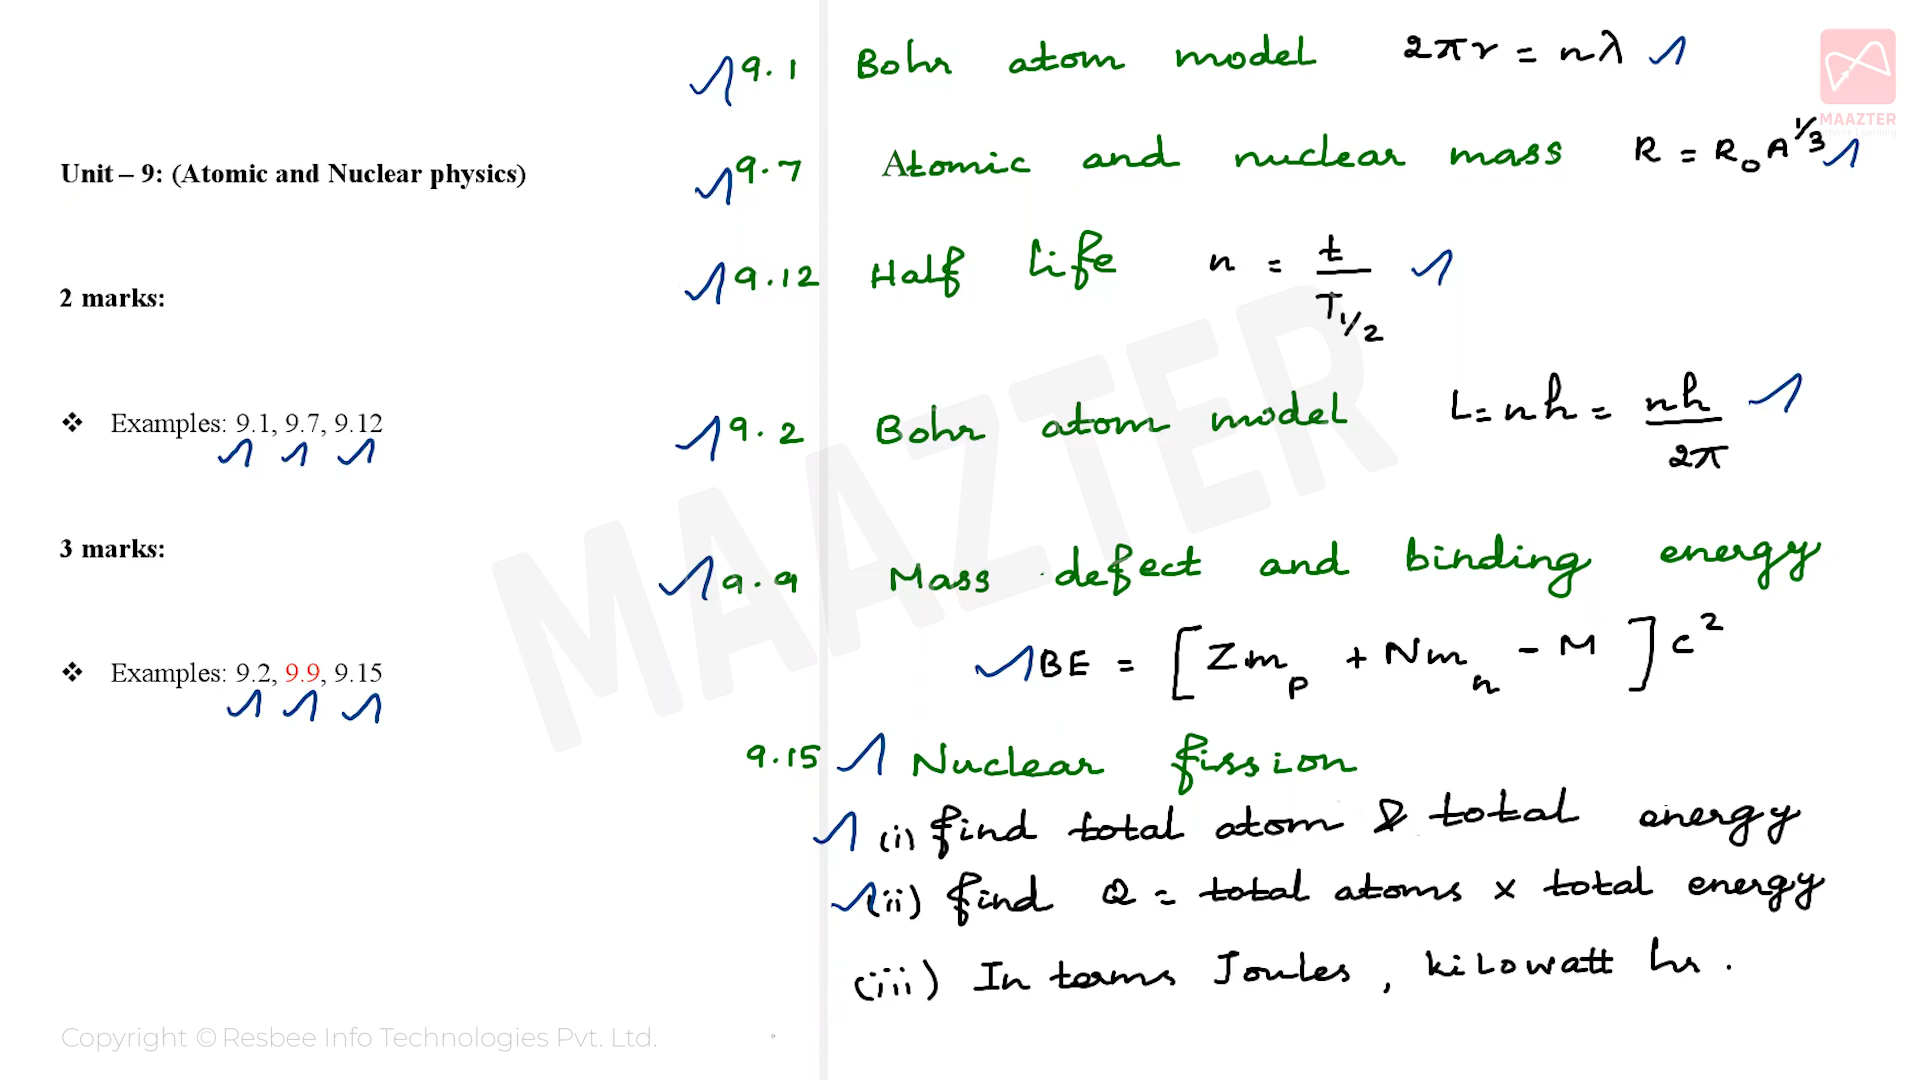 Unit – 9: (Atomic and Nuclear physics)
2 marks:
❖ Examples: 9.1, 9.7, 9.12
3 marks:
❖ Examples: 9.2, 9.9, 9.15
9.1 Bohr atom model 2πr = nλ
9.7 Atomic and nuclear mass R = R₀A^1/3
9.12 Half life n = t / T1/2
9.2 Bohr atom model L = nħ = nh / 2π
9.9 Mass defect and binding energy
BE = [Zm_p + Nm_n - M]c²
9.15 Nuclear fission
(i) find total atom & total energy
(ii) find Q = total atoms × total energy
(iii) In terms Joules, kilowatt hr.
MAAZTER
MAAZTER
Copyright © Resbee Info Technologies Pvt. Ltd.